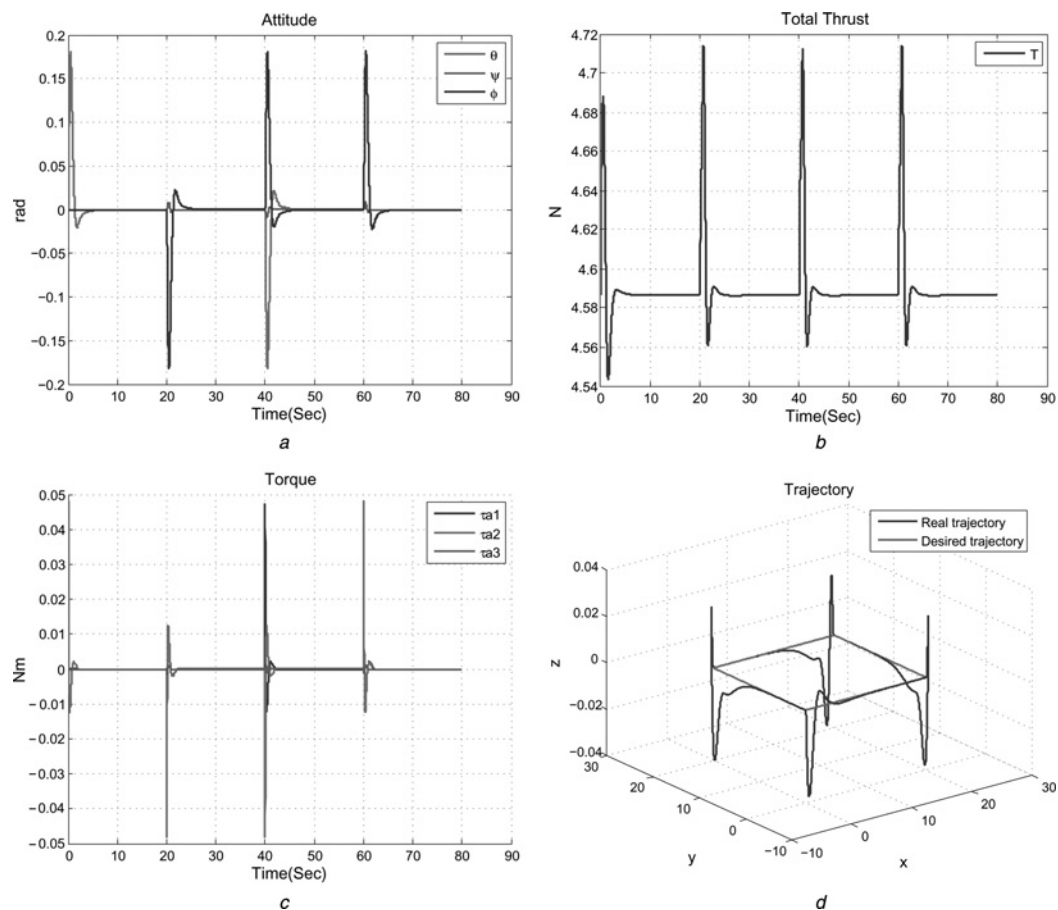 Attitude
0.2
0.15
0.1
0.05
0
−0.05
−0.1
−0.15
−0.2
rad
θ
ψ
ϕ
0 10 20 30 40 50 60 70 80 90
Time(Sec)
a
Total Thrust
4.72
4.7
4.68
4.66
4.64
4.62
4.6
4.58
4.56
4.54
N
T
0 10 20 30 40 50 60 70 80 90
Time(Sec)
b
Torque
0.05
0.04
0.03
0.02
0.01
0
−0.01
−0.02
−0.03
−0.04
−0.05
Nm
τa1
τa2
τa3
0 10 20 30 40 50 60 70 80 90
Time(Sec)
c
Trajectory
Real trajectory
Desired trajectory
0.04
0.02
0
−0.02
−0.04
z
30
20
10
0
−10
y
−10
0
10
20
30
x
d